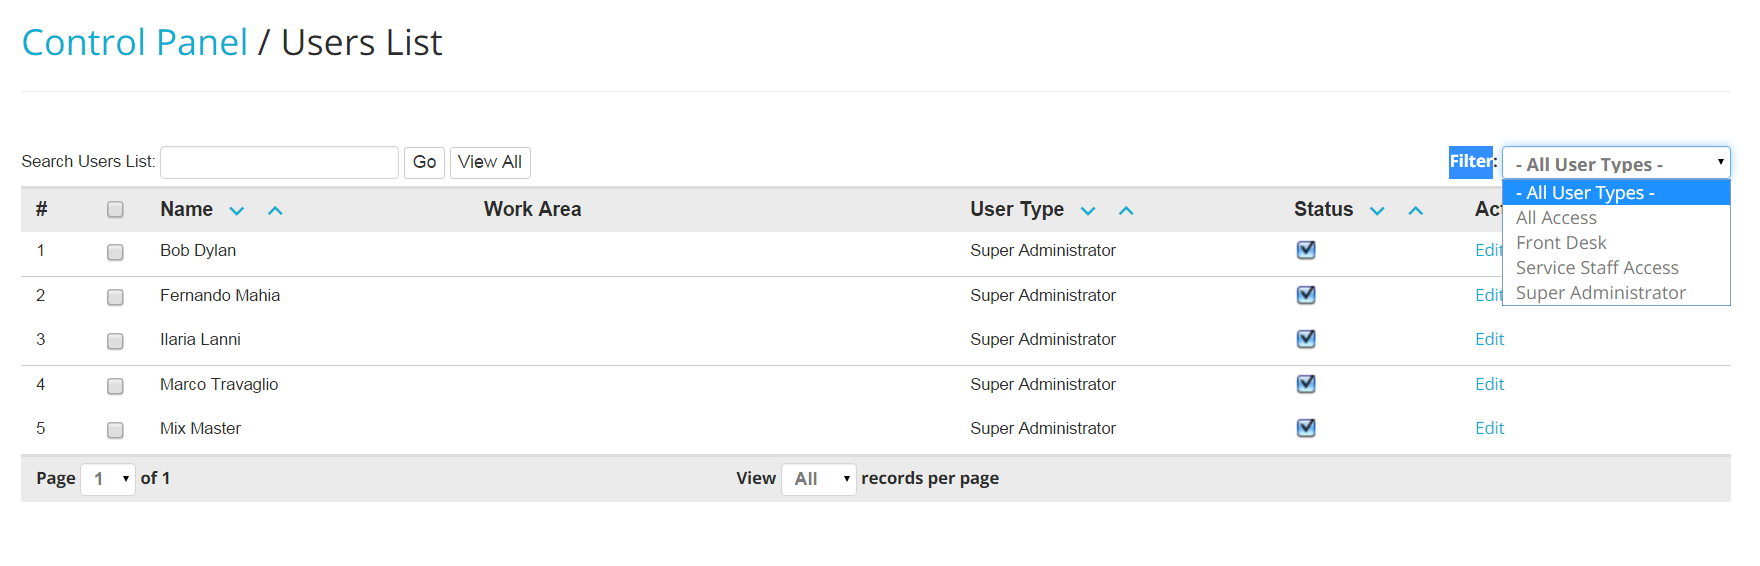 Control Panel / Users List
Search Users List: Go View All Filter: - All User Types -
- All User Types -
All Access
Front Desk
Service Staff Access
Super Administrator
# Name Work Area User Type Status Act
1 Bob Dylan Super Administrator Edit
2 Fernando Mahia Super Administrator Edit
3 Ilaria Lanni Super Administrator Edit
4 Marco Travaglio Super Administrator Edit
5 Mix Master Super Administrator Edit
Page 1 of 1 View All records per page